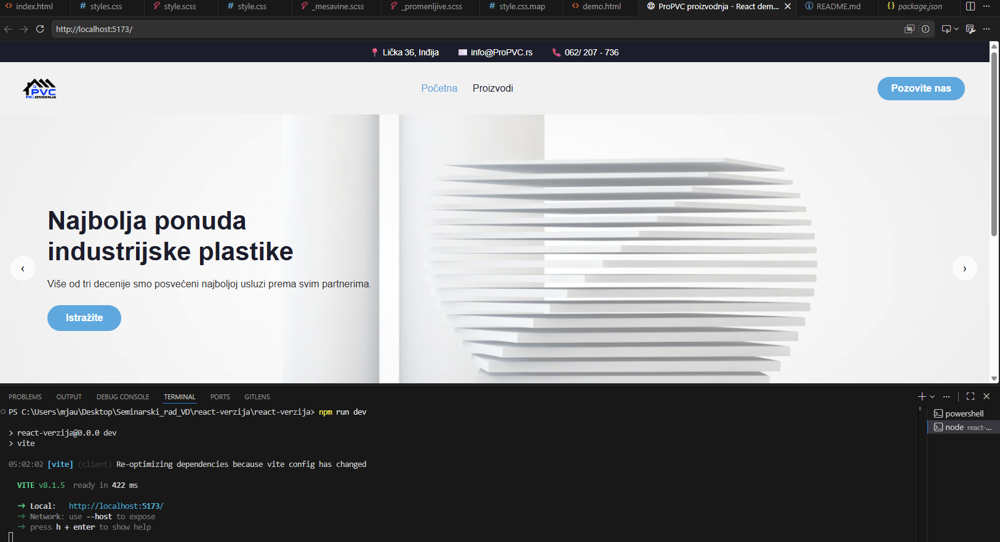 index.html
styles.css
style.scss
style.css
_mesavine.scss
_promenljive.scss
style.css.map
demo.html
ProPVC proizvodnja - React dem...
README.md
package.json
http://localhost:5173/
Lička 36, Inđija
info@ProPVC.rs
062/ 207 - 736
PVC
PROIZVODNJA
Početna
Proizvodi
Pozovite nas
Najbolja ponuda
industrijske plastike
Više od tri decenije smo posvećeni najboljoj usluzi prema svim partnerima.
Istražite
‹
›
PROBLEMS OUTPUT DEBUG CONSOLE TERMINAL PORTS GITLENS
PS C:\Users\mjau\Desktop\Seminarski_rad_VD\react-verzija\react-verzija> npm run dev
> react-verzija@0.0.0 dev
> vite
05:02:02 [vite] (client) Re-optimizing dependencies because vite config has changed
VITE v8.1.5 ready in 422 ms
➜ Local: http://localhost:5173/
➜ Network: use --host to expose
➜ press h + enter to show help
powershell
node react-...